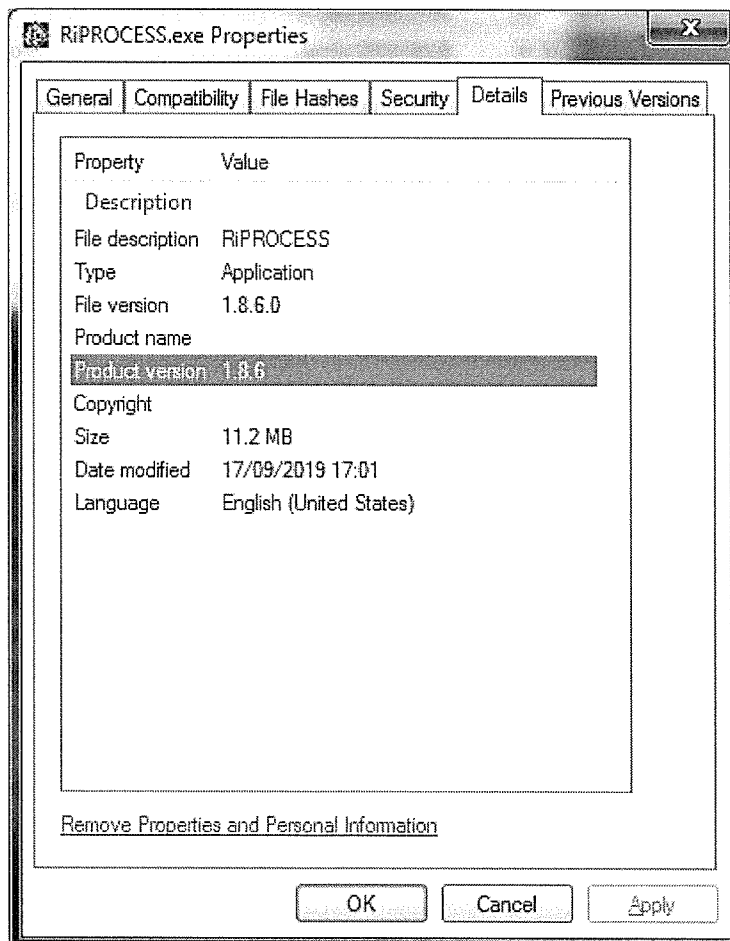 RiPROCESS.exe Properties
General Compatibility File Hashes Security Details Previous Versions
Property Value
Description
File description RiPROCESS
Type Application
File version 1.8.6.0
Product name
Product version 1.8.6
Copyright
Size 11.2 MB
Date modified 17/09/2019 17:01
Language English (United States)
Remove Properties and Personal Information
OK Cancel Apply